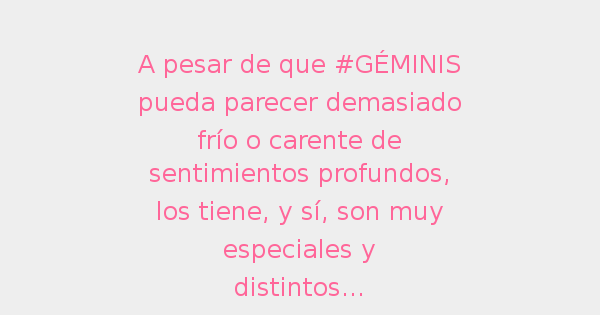 A pesar de que #GÉMINIS
pueda parecer demasiado
frío o carente de
sentimientos profundos,
los tiene, y sí, son muy
especiales y
distintos...